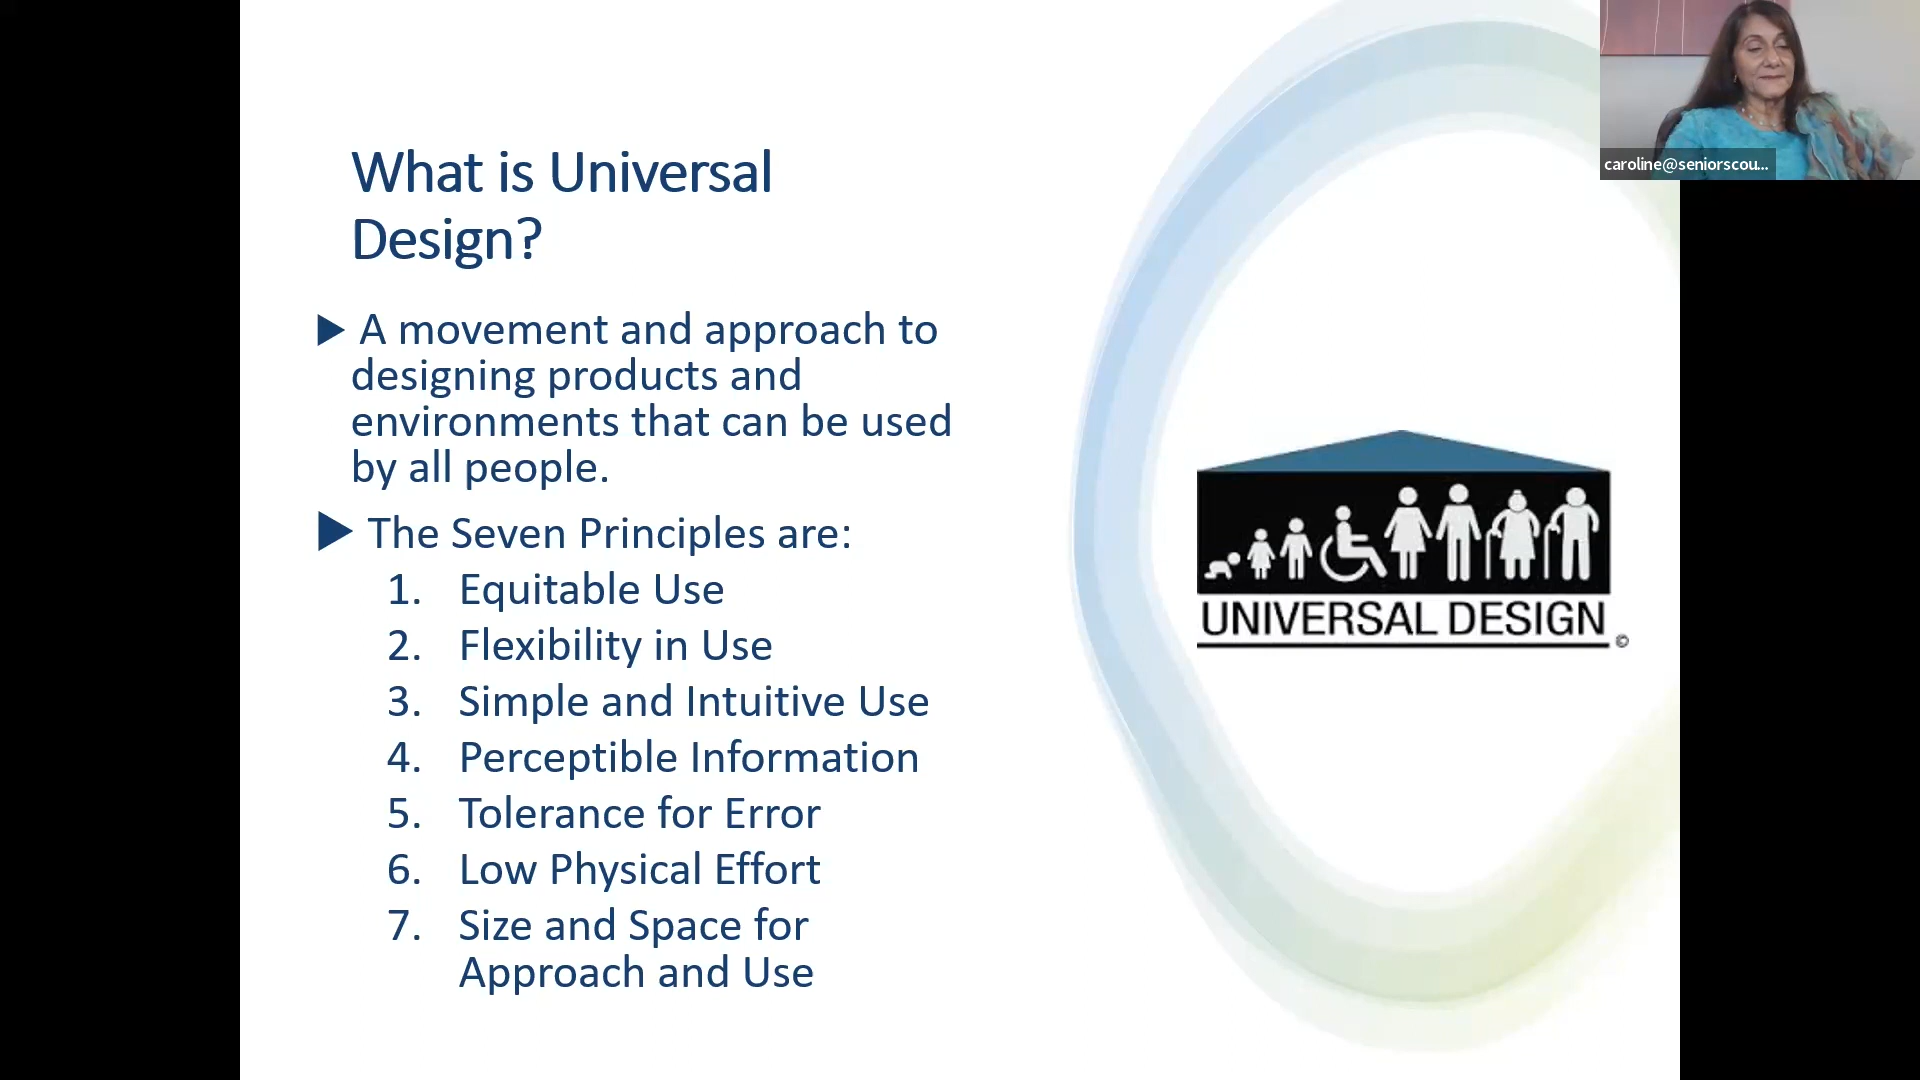 What is Universal
Design?
A movement and approach to
designing products and
environments that can be used
by all people.
The Seven Principles are:
1. Equitable Use
2. Flexibility in Use
3. Simple and Intuitive Use
4. Perceptible Information
5. Tolerance for Error
6. Low Physical Effort
7. Size and Space for
Approach and Use
UNIVERSAL DESIGN ©
caroline@seniorscou...